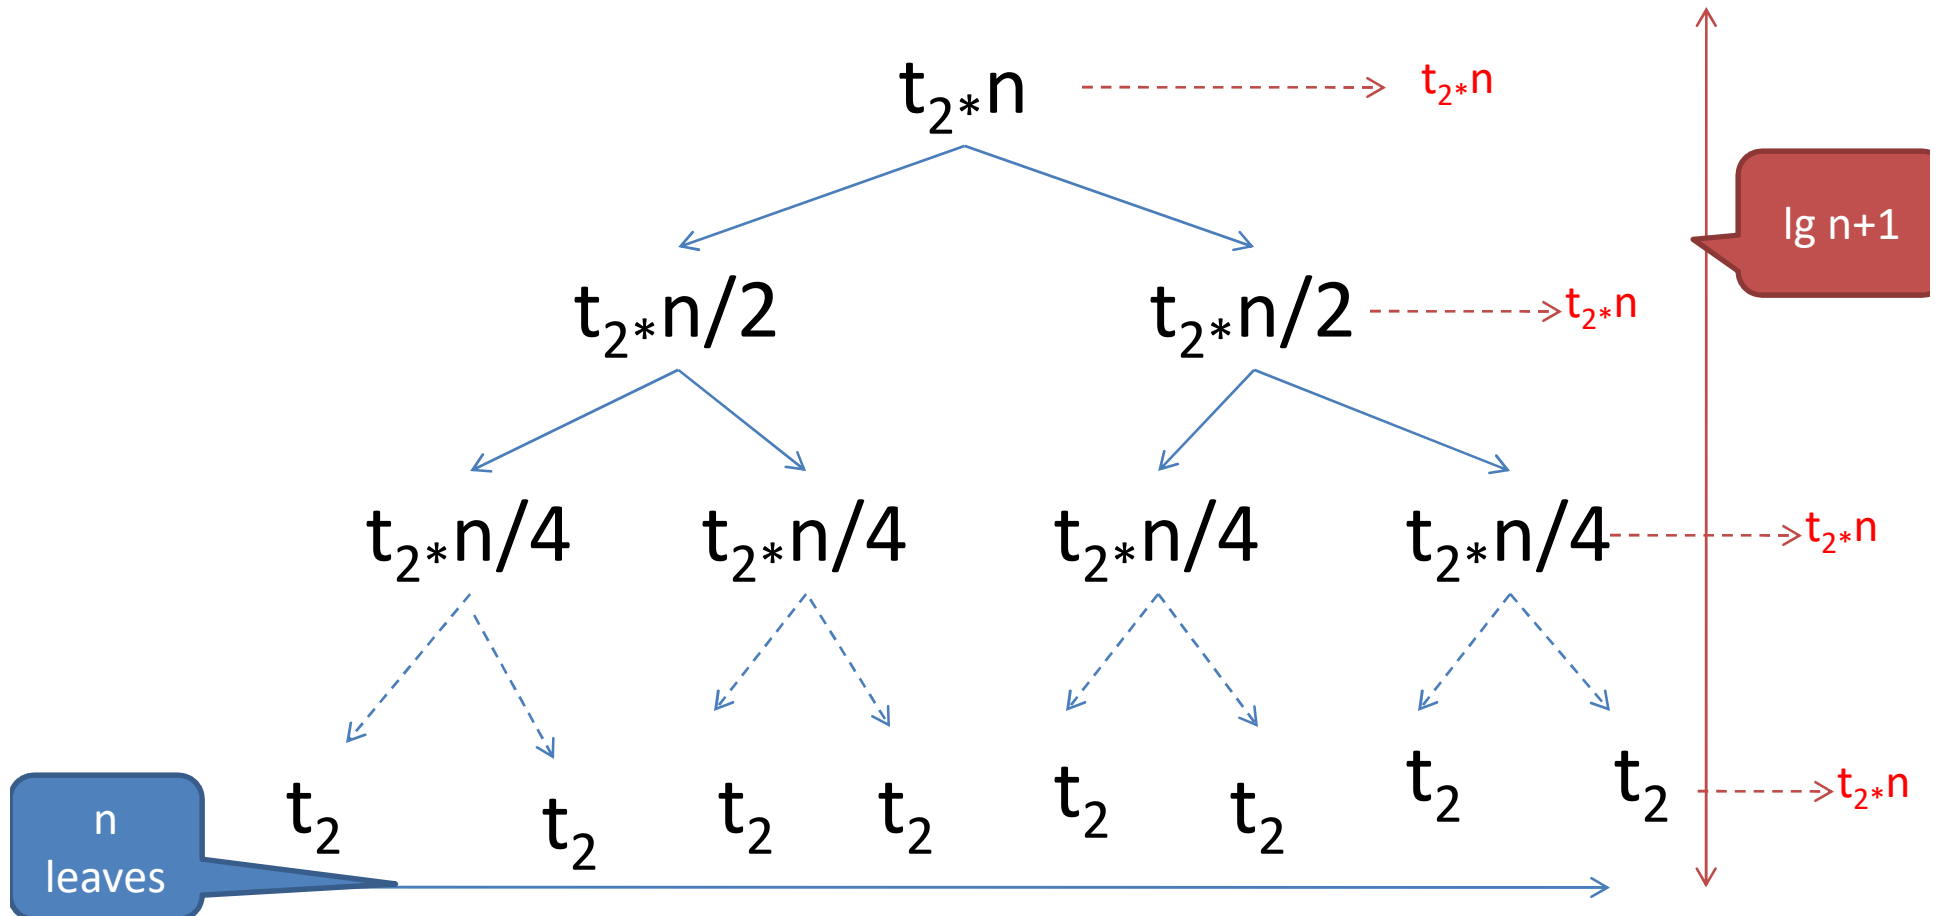 t₂*n t₂*n
lg n+1
t₂*n/2 t₂*n/2 t₂*n
t₂*n/4 t₂*n/4 t₂*n/4 t₂*n/4 t₂*n
t₂ t₂ t₂ t₂ t₂ t₂ t₂ t₂ t₂*n
n
leaves